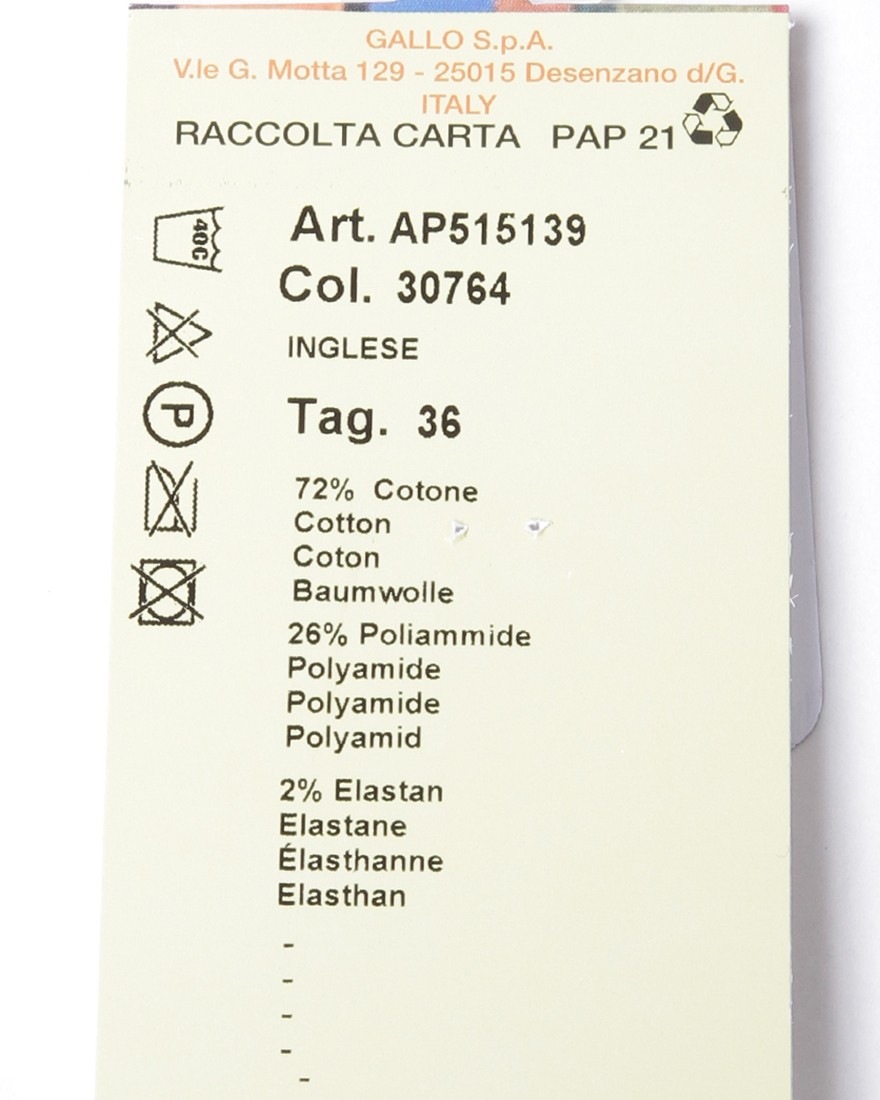 GALLO S.p.A.
V.le G. Motta 129 - 25015 Desenzano d/G.
ITALY
RACCOLTA CARTA PAP 21
40C
Art. AP515139
Col. 30764
INGLESE
P
Tag. 36
72% Cotone
Cotton
Coton
Baumwolle
26% Poliammide
Polyamide
Polyamide
Polyamid
2% Elastan
Elastane
Élasthanne
Elasthan
-
-
-
-
-